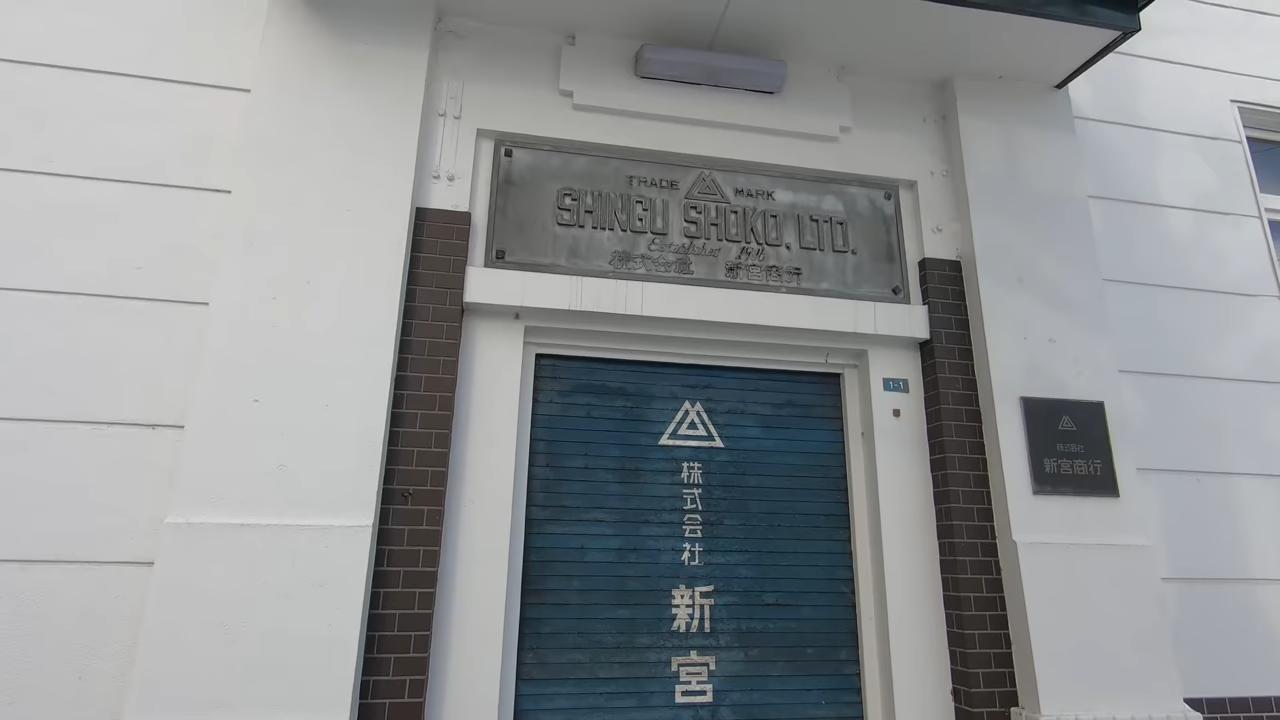 TRADE MARK
SHINGU SHOKO, LTD.
Established
株式会社 新宮商行
1-1
株式会社
新宮商行
株式会社
新宮